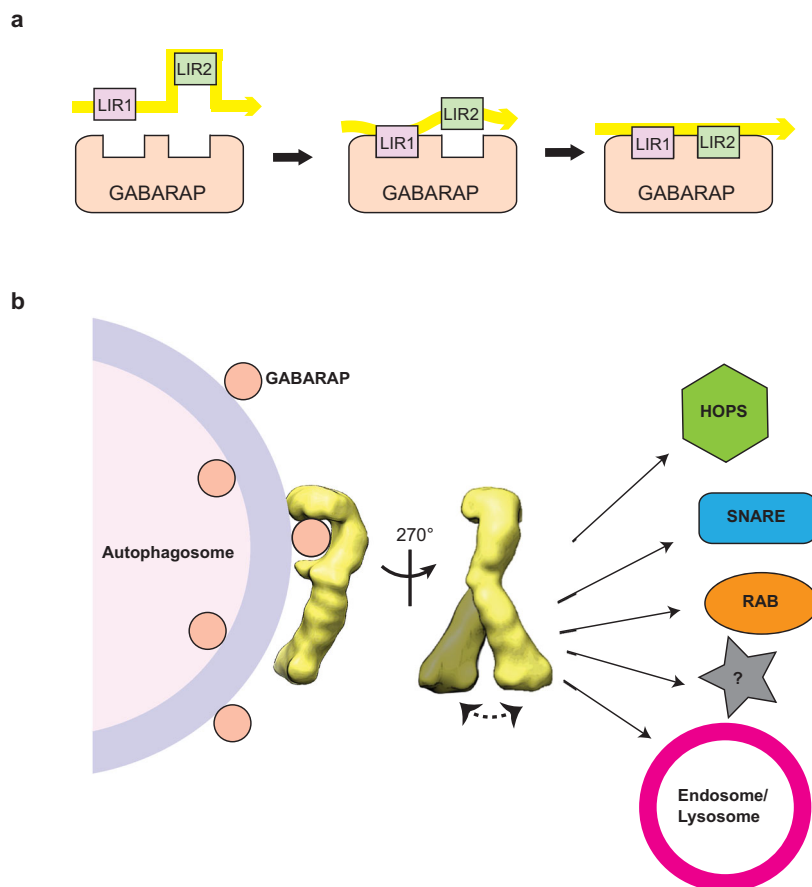 a
LIR1
LIR2
GABARAP
LIR1
LIR2
GABARAP
LIR1
LIR2
GABARAP
b
GABARAP
Autophagosome
270°
HOPS
SNARE
RAB
?
Endosome/
Lysosome